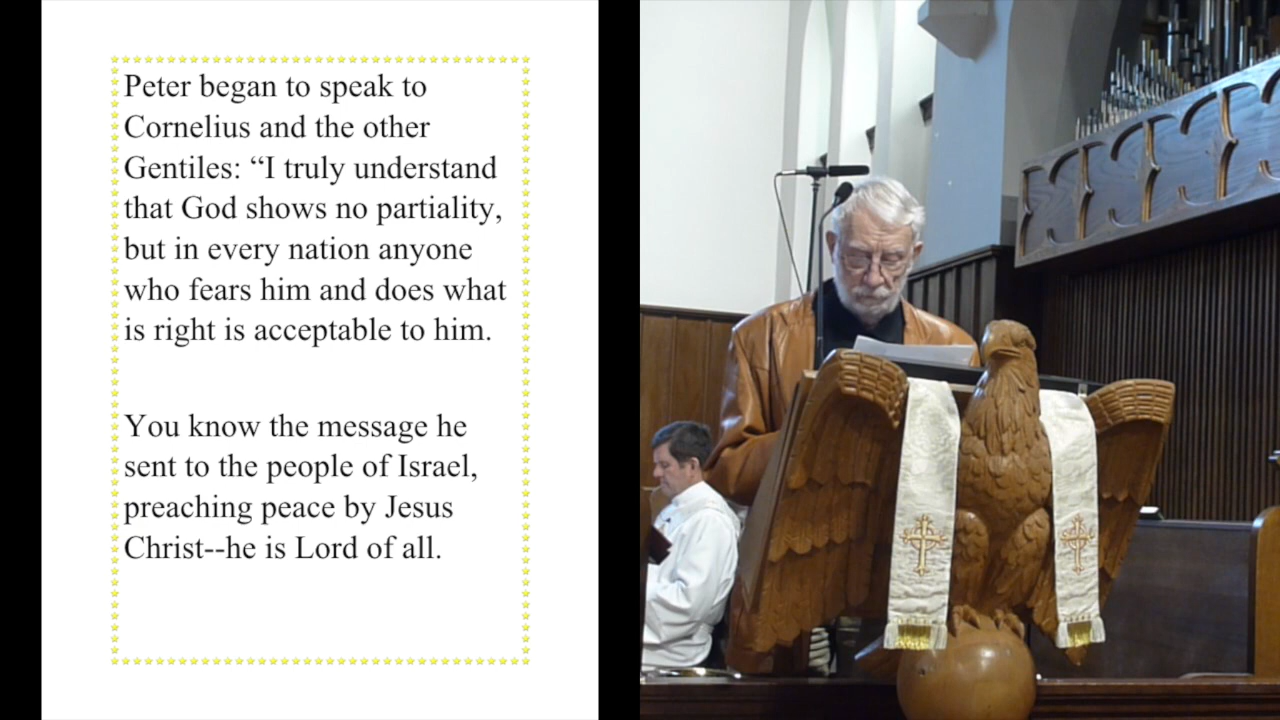 Peter began to speak to
Cornelius and the other
Gentiles: “I truly understand
that God shows no partiality,
but in every nation anyone
who fears him and does what
is right is acceptable to him.
You know the message he
sent to the people of Israel,
preaching peace by Jesus
Christ--he is Lord of all.